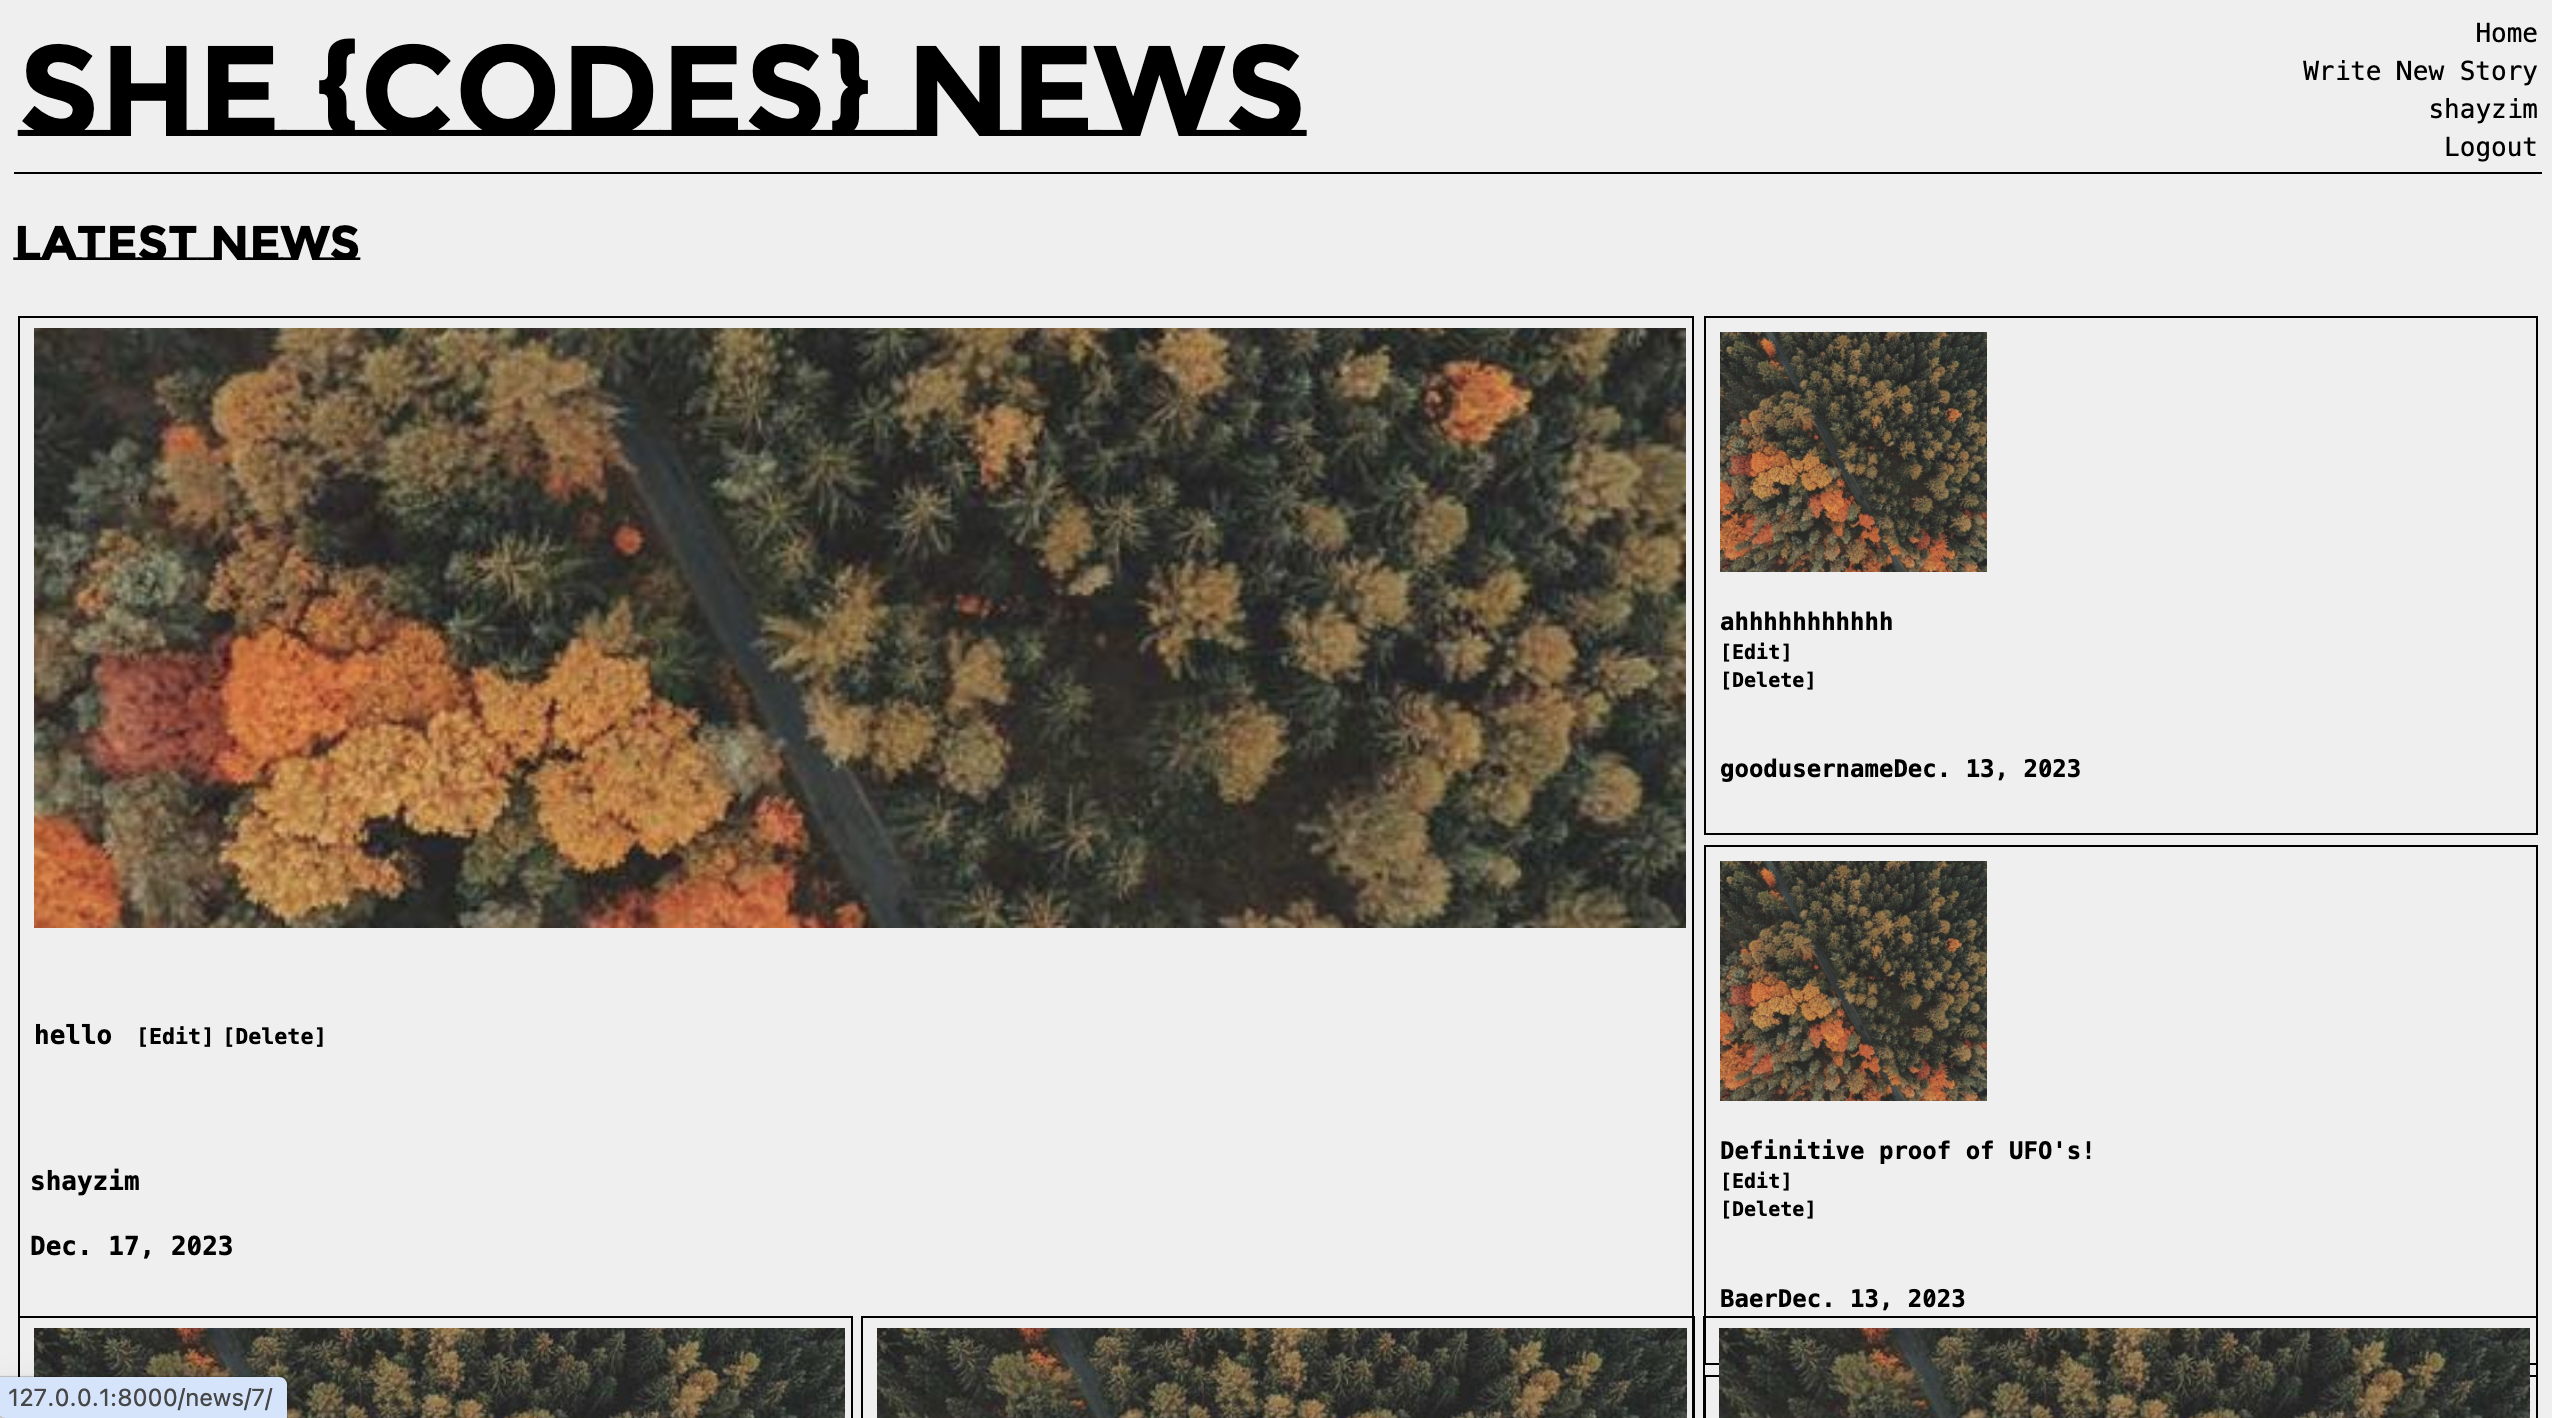 SHE {CODES} NEWS
Home
Write New Story
shayzim
Logout
LATEST NEWS
hello [Edit] [Delete]
shayzim
Dec. 17, 2023
ahhhhhhhhhhh
[Edit]
[Delete]
goodusernameDec. 13, 2023
Definitive proof of UFO's!
[Edit]
[Delete]
BaerDec. 13, 2023
127.0.0.1:8000/news/7/